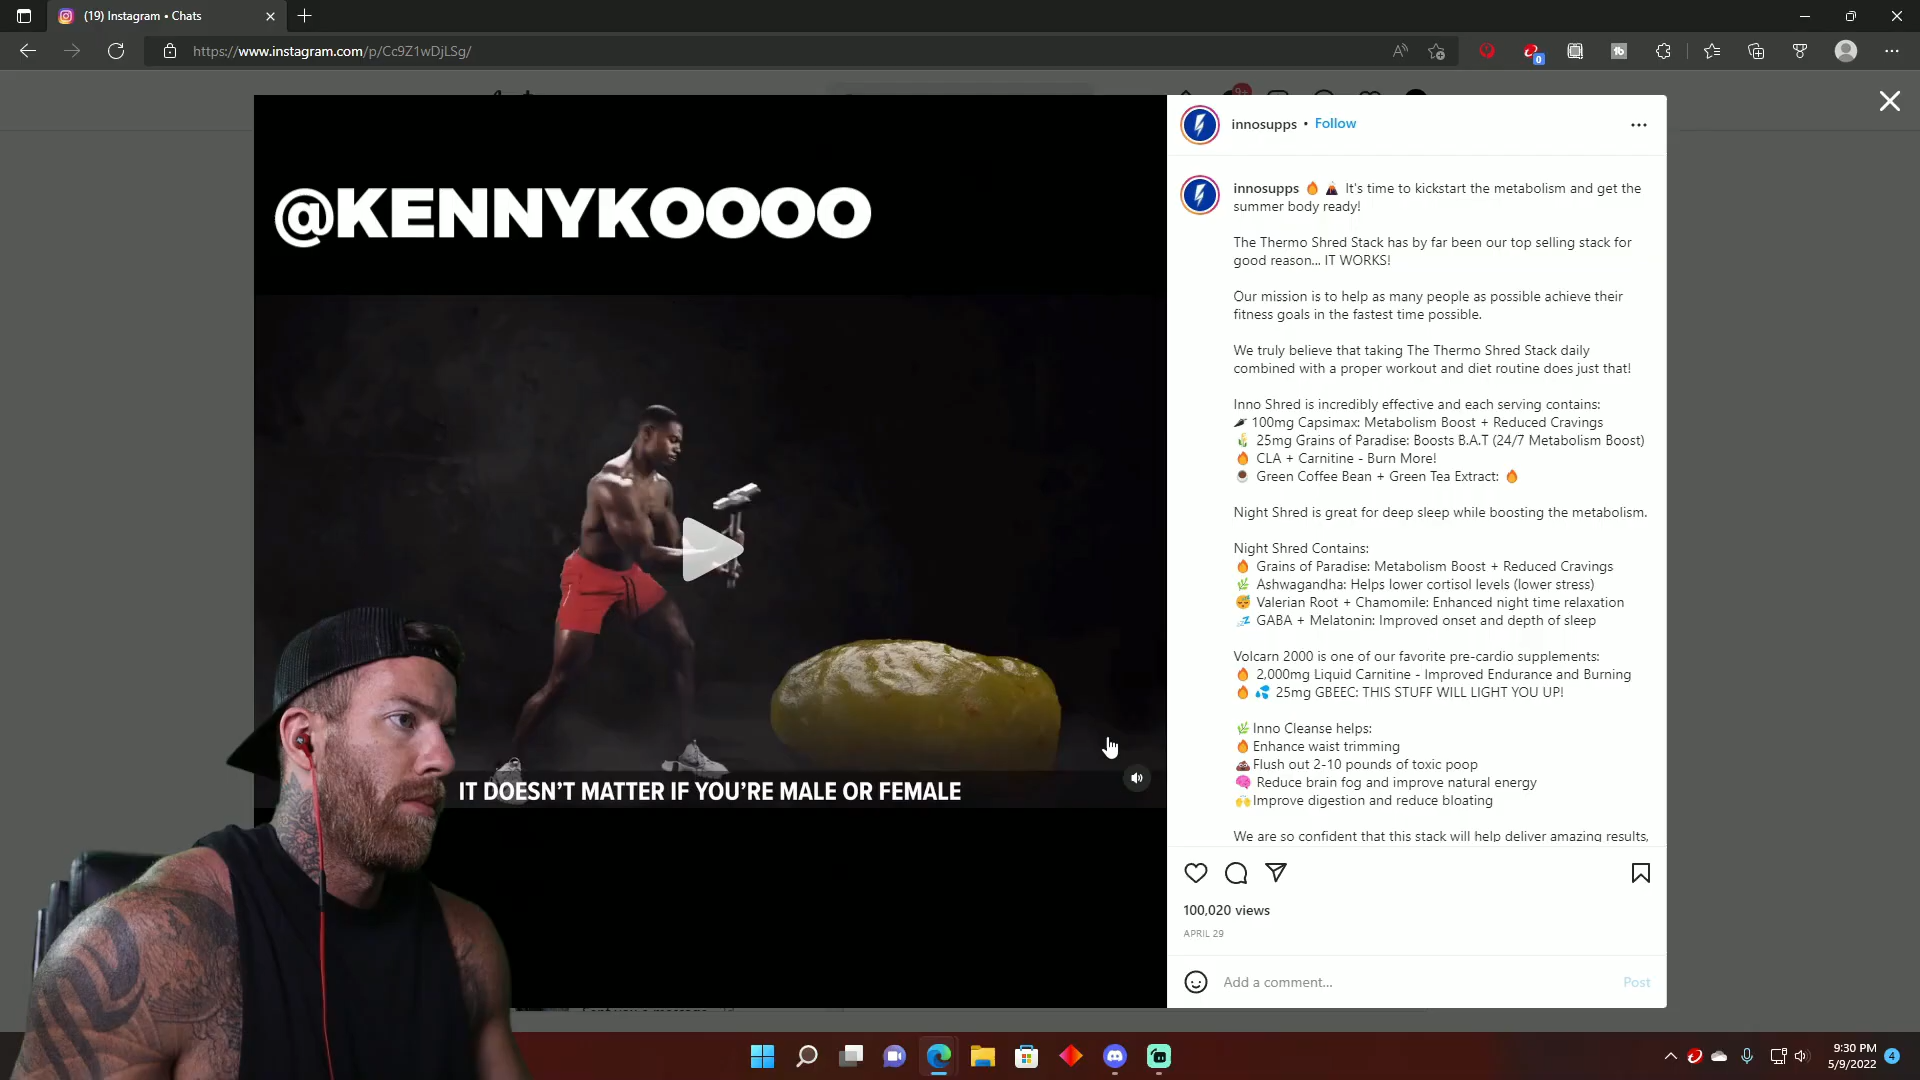 (19) Instagram • Chats
https://www.instagram.com/p/Cc9Z1wDjLSg/
0
9+
@KENNYKOOOO
IT DOESN'T MATTER IF YOU'RE MALE OR FEMALE
innosupps • Follow
innosupps 🔥 🌋 It's time to kickstart the metabolism and get the
summer body ready!
The Thermo Shred Stack has by far been our top selling stack for
good reason... IT WORKS!
Our mission is to help as many people as possible achieve their
fitness goals in the fastest time possible.
We truly believe that taking The Thermo Shred Stack daily
combined with a proper workout and diet routine does just that!
Inno Shred is incredibly effective and each serving contains:
🌶 100mg Capsimax: Metabolism Boost + Reduced Cravings
🌾 25mg Grains of Paradise: Boosts B.A.T (24/7 Metabolism Boost)
🔥 CLA + Carnitine - Burn More!
☕ Green Coffee Bean + Green Tea Extract: 🔥
Night Shred is great for deep sleep while boosting the metabolism.
Night Shred Contains:
🔥 Grains of Paradise: Metabolism Boost + Reduced Cravings
🌿 Ashwagandha: Helps lower cortisol levels (lower stress)
😴 Valerian Root + Chamomile: Enhanced night time relaxation
💤 GABA + Melatonin: Improved onset and depth of sleep
Volcarn 2000 is one of our favorite pre-cardio supplements:
🔥 2,000mg Liquid Carnitine - Improved Endurance and Burning
🔥 💦 25mg GBEEC: THIS STUFF WILL LIGHT YOU UP!
🌿 Inno Cleanse helps:
🔥 Enhance waist trimming
💩 Flush out 2-10 pounds of toxic poop
🧠 Reduce brain fog and improve natural energy
🙌 Improve digestion and reduce bloating
We are so confident that this stack will help deliver amazing results,
100,020 views
APRIL 29
Add a comment...
Post
9:30 PM
5/9/2022
4